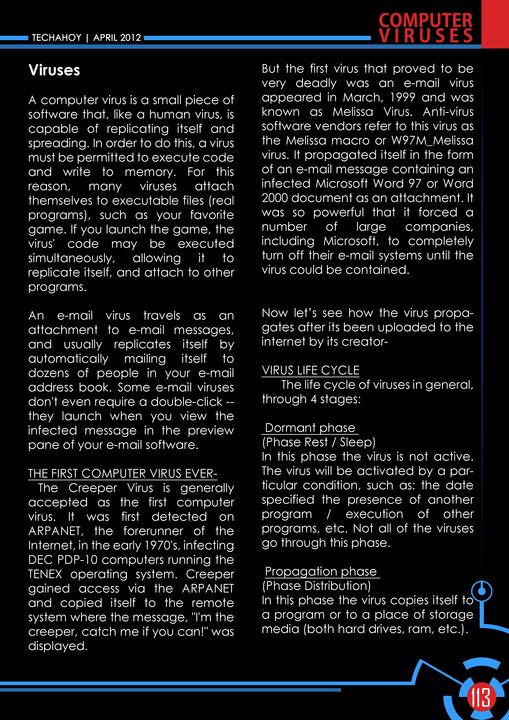 TECHAHOY | APRIL 2012
COMPUTER
VIRUSES
Viruses
A computer virus is a small piece of
software that, like a human virus, is
capable of replicating itself and
spreading. In order to do this, a virus
must be permitted to execute code
and write to memory. For this
reason, many viruses attach
themselves to executable files (real
programs), such as your favorite
game. If you launch the game, the
virus' code may be executed
simultaneously, allowing it to
replicate itself, and attach to other
programs.
An e-mail virus travels as an
attachment to e-mail messages,
and usually replicates itself by
automatically mailing itself to
dozens of people in your e-mail
address book. Some e-mail viruses
don't even require a double-click --
they launch when you view the
infected message in the preview
pane of your e-mail software.
THE FIRST COMPUTER VIRUS EVER-
The Creeper Virus is generally
accepted as the first computer
virus. It was first detected on
ARPANET, the forerunner of the
Internet, in the early 1970's, infecting
DEC PDP-10 computers running the
TENEX operating system. Creeper
gained access via the ARPANET
and copied itself to the remote
system where the message, "I'm the
creeper, catch me if you can!" was
displayed.
But the first virus that proved to be
very deadly was an e-mail virus
appeared in March, 1999 and was
known as Melissa Virus. Anti-virus
software vendors refer to this virus as
the Melissa macro or W97M_Melissa
virus. It propagated itself in the form
of an e-mail message containing an
infected Microsoft Word 97 or Word
2000 document as an attachment. It
was so powerful that it forced a
number of large companies,
including Microsoft, to completely
turn off their e-mail systems until the
virus could be contained.
Now let's see how the virus propa-
gates after its been uploaded to the
internet by its creator-
VIRUS LIFE CYCLE
The life cycle of viruses in general,
through 4 stages:
Dormant phase
(Phase Rest / Sleep)
In this phase the virus is not active.
The virus will be activated by a par-
ticular condition, such as: the date
specified the presence of another
program / execution of other
programs, etc. Not all of the viruses
go through this phase.
Propagation phase
(Phase Distribution)
In this phase the virus copies itself to
a program or to a place of storage
media (both hard drives, ram, etc.).
113